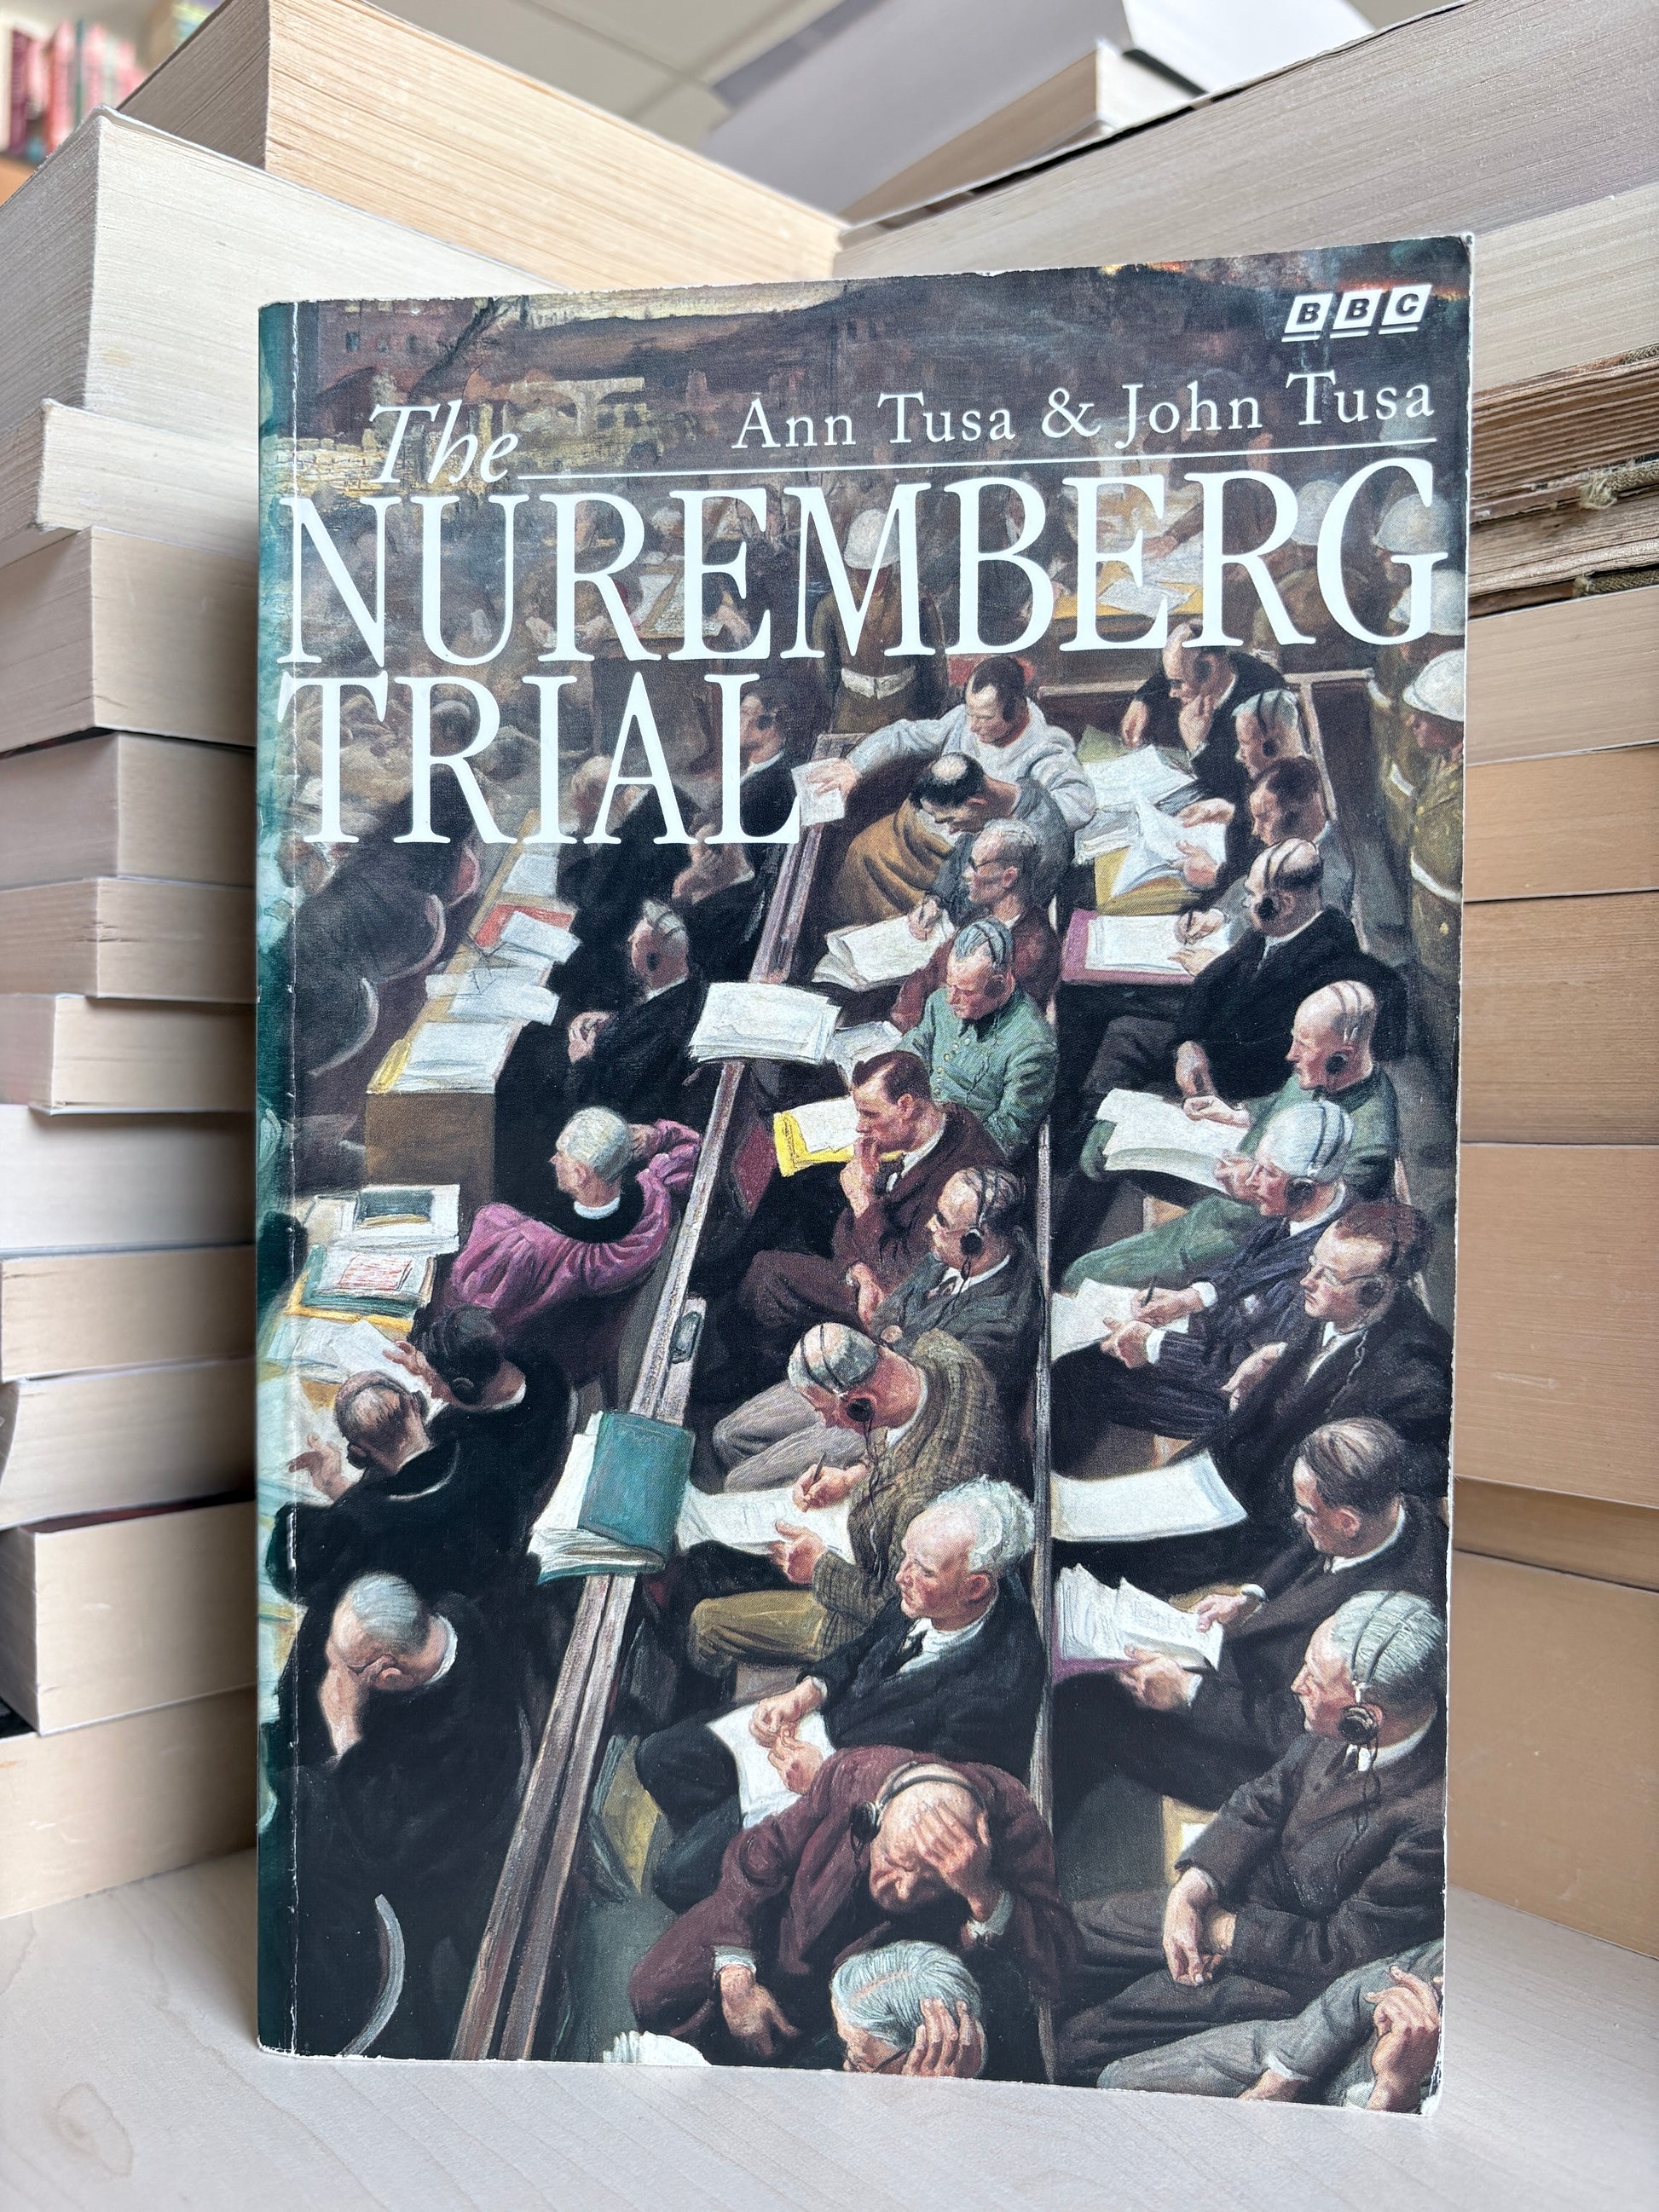 BBC
Ann Tusa & John Tusa
The
NUREMBERG
TRIAL